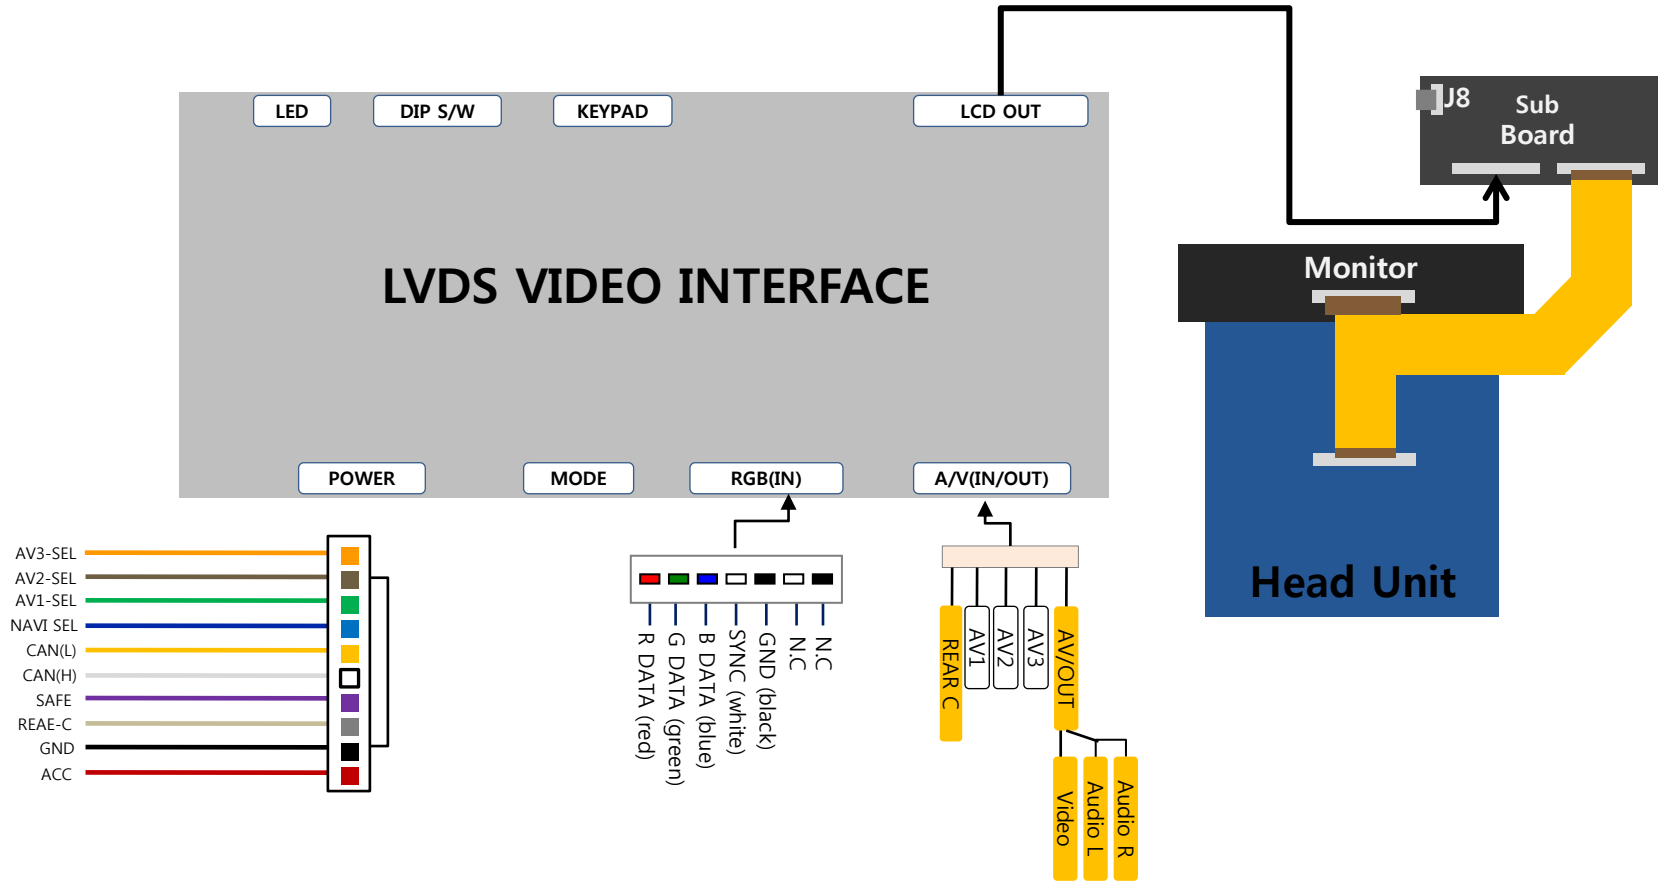 LED
DIP S/W
KEYPAD
LCD OUT
J8
Sub
Board
LVDS VIDEO INTERFACE
Monitor
Head Unit
POWER
MODE
RGB(IN)
A/V(IN/OUT)
AV3-SEL
AV2-SEL
AV1-SEL
NAVI SEL
CAN(L)
CAN(H)
SAFE
REAE-C
GND
ACC
R DATA (red)
G DATA (green)
B DATA (blue)
SYNC (white)
GND (black)
N.C
N.C
REAR C
AV1
AV2
AV3
AV/OUT
Video
Audio L
Audio R